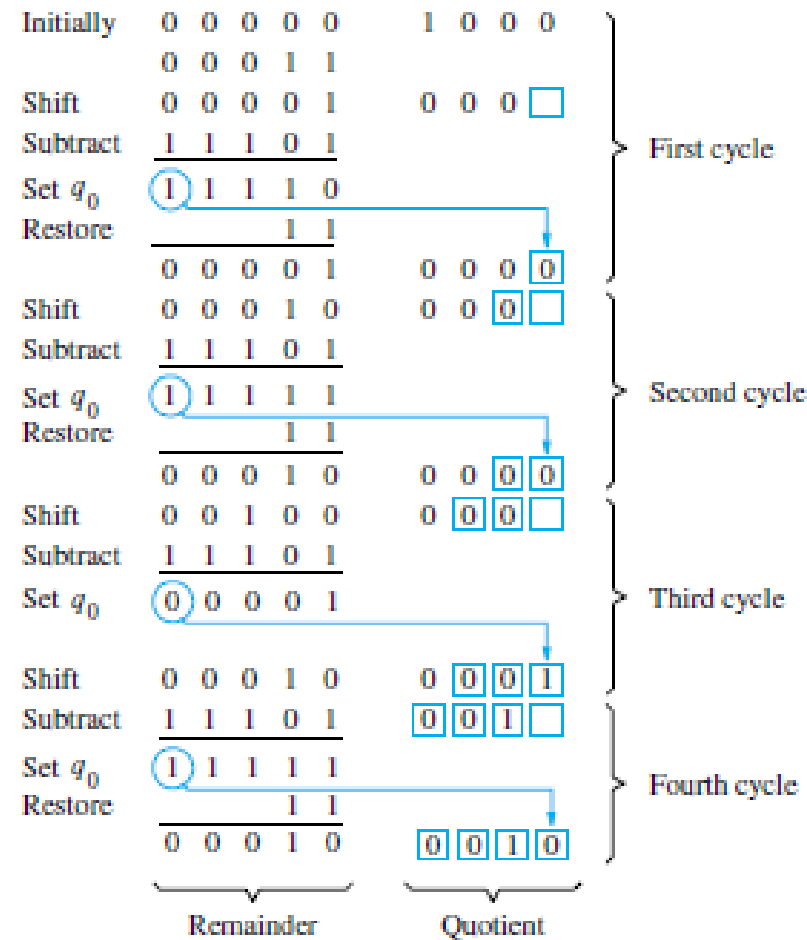 Initially 0 0 0 0 0 1 0 0 0
0 0 0 1 1
Shift 0 0 0 0 1 0 0 0
Subtract 1 1 1 0 1
First cycle
Set q0 1 1 1 1 0
Restore 1 1
0 0 0 0 1 0 0 0 0
Shift 0 0 0 1 0 0 0 0
Subtract 1 1 1 0 1
Set q0 1 1 1 1 1 Second cycle
Restore 1 1
0 0 0 1 0 0 0 0 0
Shift 0 0 1 0 0 0 0 0
Subtract 1 1 1 0 1
Set q0 0 0 0 0 1 Third cycle
Shift 0 0 0 1 0 0 0 0 1
Subtract 1 1 1 0 1 0 0 1
Set q0 1 1 1 1 1
Fourth cycle
Restore 1 1
0 0 0 1 0 0 0 1 0
Remainder Quotient